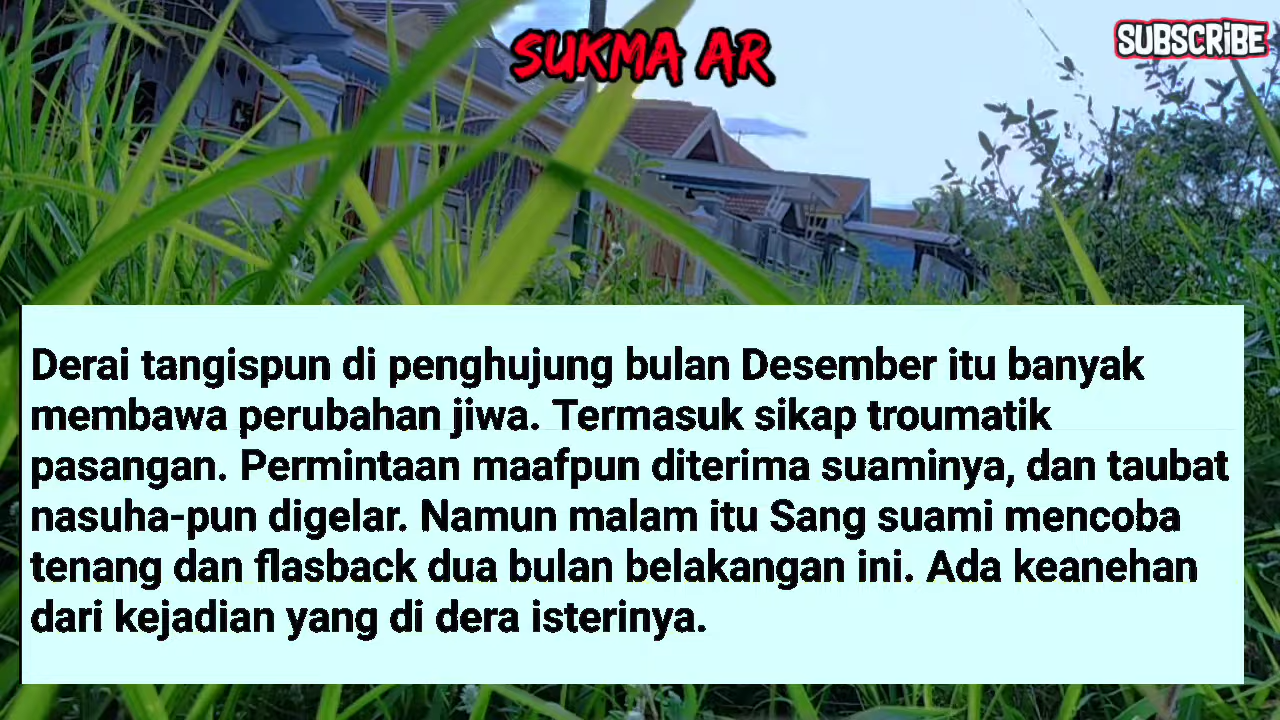 SUKMA AR
SUBSCRiBE
Derai tangispun di penghujung bulan Desember itu banyak
membawa perubahan jiwa. Termasuk sikap troumatik
pasangan. Permintaan maafpun diterima suaminya, dan taubat
nasuha-pun digelar. Namun malam itu Sang suami mencoba
tenang dan flasback dua bulan belakangan ini. Ada keanehan
dari kejadian yang di dera isterinya.